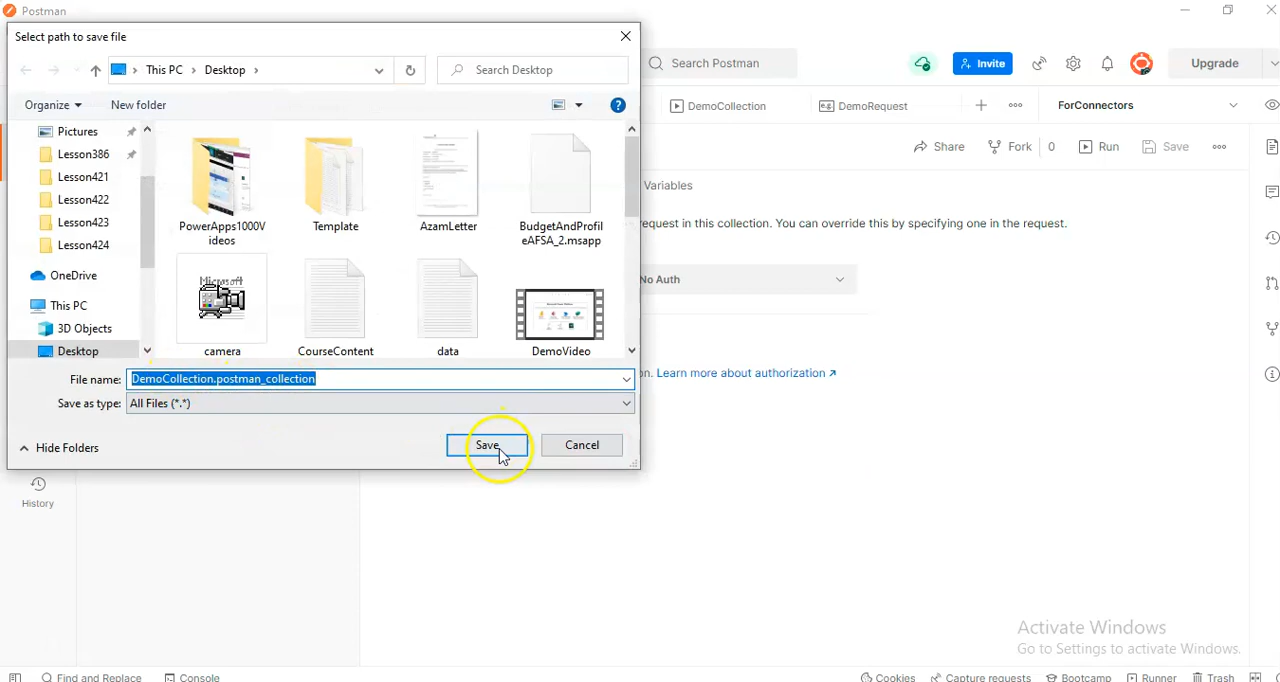 Postman
Select path to save file
This PC
Desktop
Search Desktop
Search Postman
Invite
Upgrade
Organize
New folder
DemoCollection
DemoRequest
ForConnectors
Pictures
Lesson386
Lesson421
Lesson422
Lesson423
Lesson424
OneDrive
This PC
3D Objects
Desktop
PowerApps1000V
ideos
Template
AzamLetter
BudgetAndProfil
eAFSA_2.msapp
Microsoft
camera
CourseContent
data
DemoVideo
Share
Fork
0
Run
Save
Variables
request in this collection. You can override this by specifying one in the request.
No Auth
on. Learn more about authorization
File name:
DemoCollection.postman_collection
Save as type:
All Files (*.*)
Hide Folders
Save
Cancel
History
Activate Windows
Go to Settings to activate Windows.
Find and Replace
Console
Cookies
Capture requests
Bootcamp
Runner
Trash